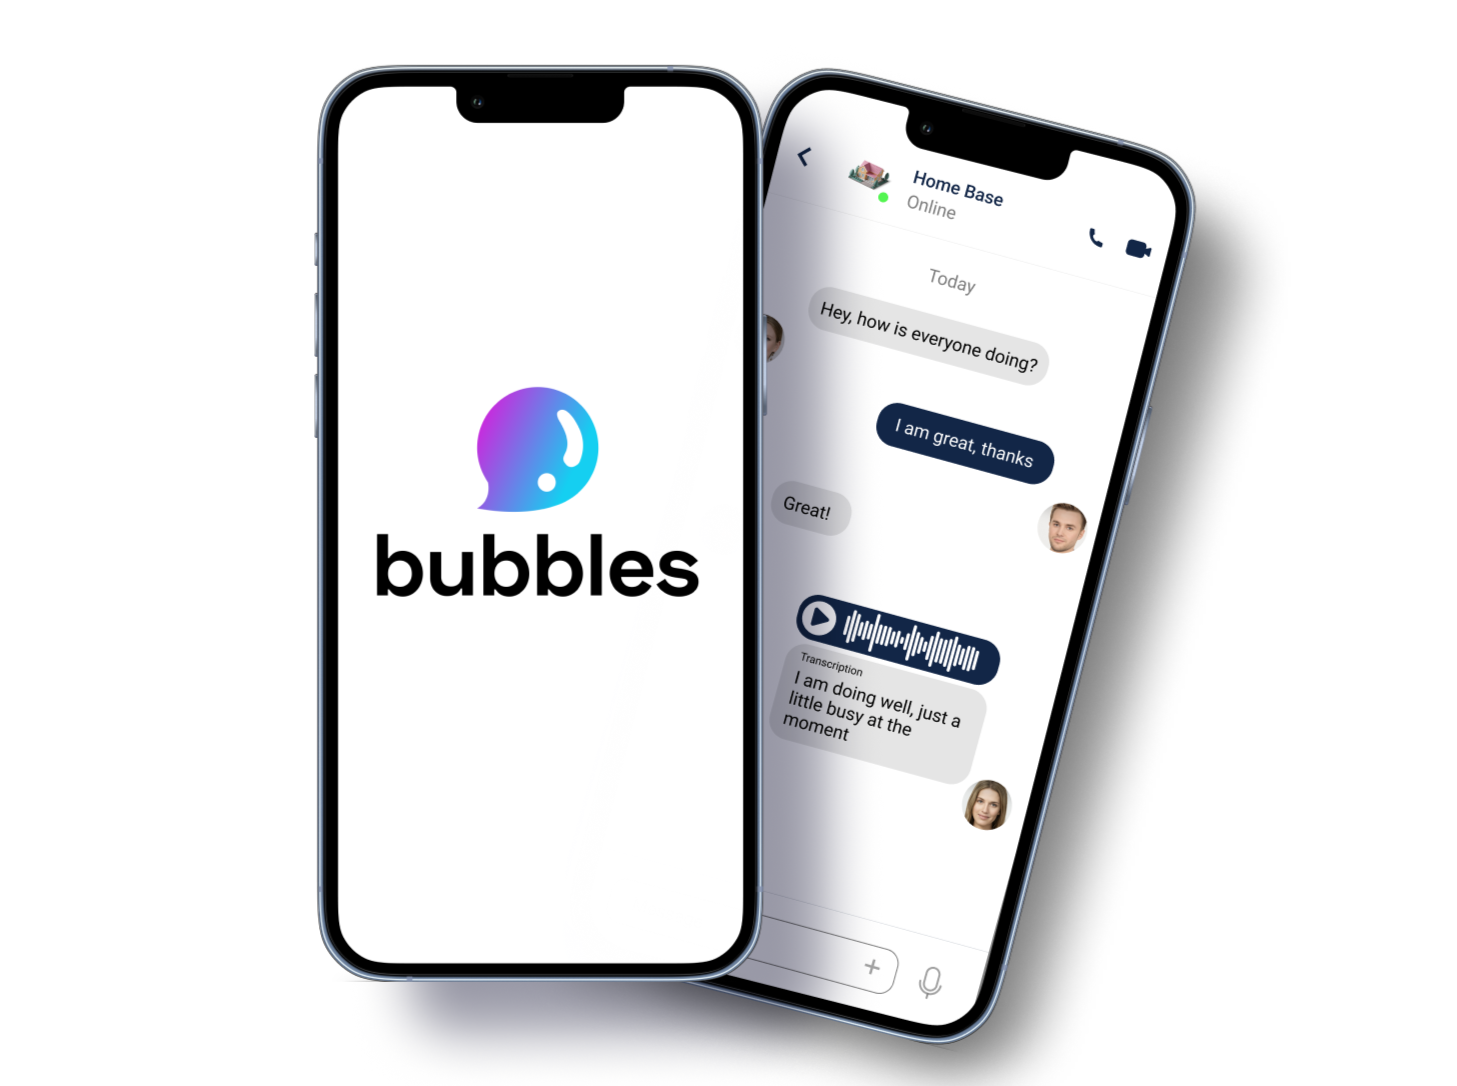 bubbles
Home Base
Online
Today
Hey, how is everyone doing?
I am great, thanks
Great!
Transcription
I am doing well, just a
little busy at the
moment